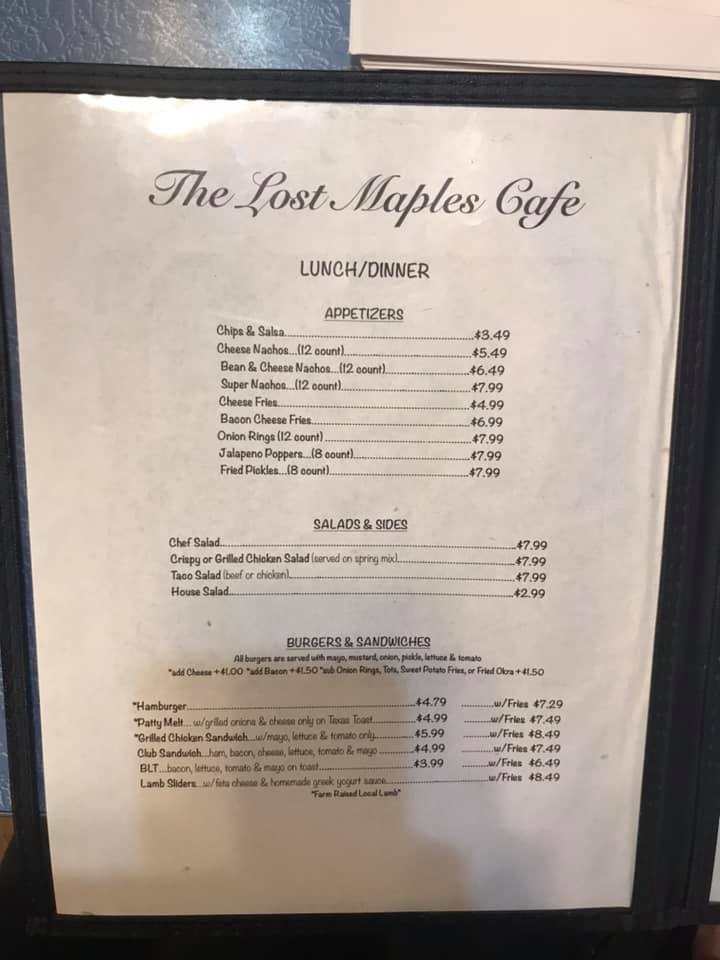 The Lost Maples Cafe
LUNCH/DINNER
APPETIZERS
Chips & Salsa....................$3.49
Cheese Nachos...(12 count)....................$5.49
Bean & Cheese Nachos...(12 count)....................$6.49
Super Nachos...(12 count)....................$7.99
Cheese Fries....................$4.99
Bacon Cheese Fries....................$6.99
Onion Rings (12 count)....................$7.99
Jalapeno Poppers...(8 count)....................$7.99
Fried Pickles...(8 count)....................$7.99
SALADS & SIDES
Chef Salad....................$7.99
Crispy or Grilled Chicken Salad (served on spring mix)....................$7.99
Taco Salad (beef or chicken)....................$7.99
House Salad....................$2.99
BURGERS & SANDWICHES
All burgers are served with mayo, mustard, onion, pickle, lettuce & tomato
*add Cheese +$1.00 *add Bacon +$1.50 *sub Onion Rings, Tots, Sweet Potato Fries, or Fried Okra +$1.50
*Hamburger....................$4.79 ..........w/Fries $7.29
*Patty Melt... w/grilled onions & cheese only on Texas Toast....................$4.99 ..........w/Fries $7.49
*Grilled Chicken Sandwich...w/mayo, lettuce & tomato only....................$5.99 ..........w/Fries $8.49
Club Sandwich...ham, bacon, cheese, lettuce, tomato & mayo....................$4.99 ..........w/Fries $7.49
BLT...bacon, lettuce, tomato & mayo on toast....................$3.99 ..........w/Fries $6.49
Lamb Sliders...w/feta cheese & homemade greek yogurt sauce....................w/Fries $8.49
*Farm Raised Local Lamb*